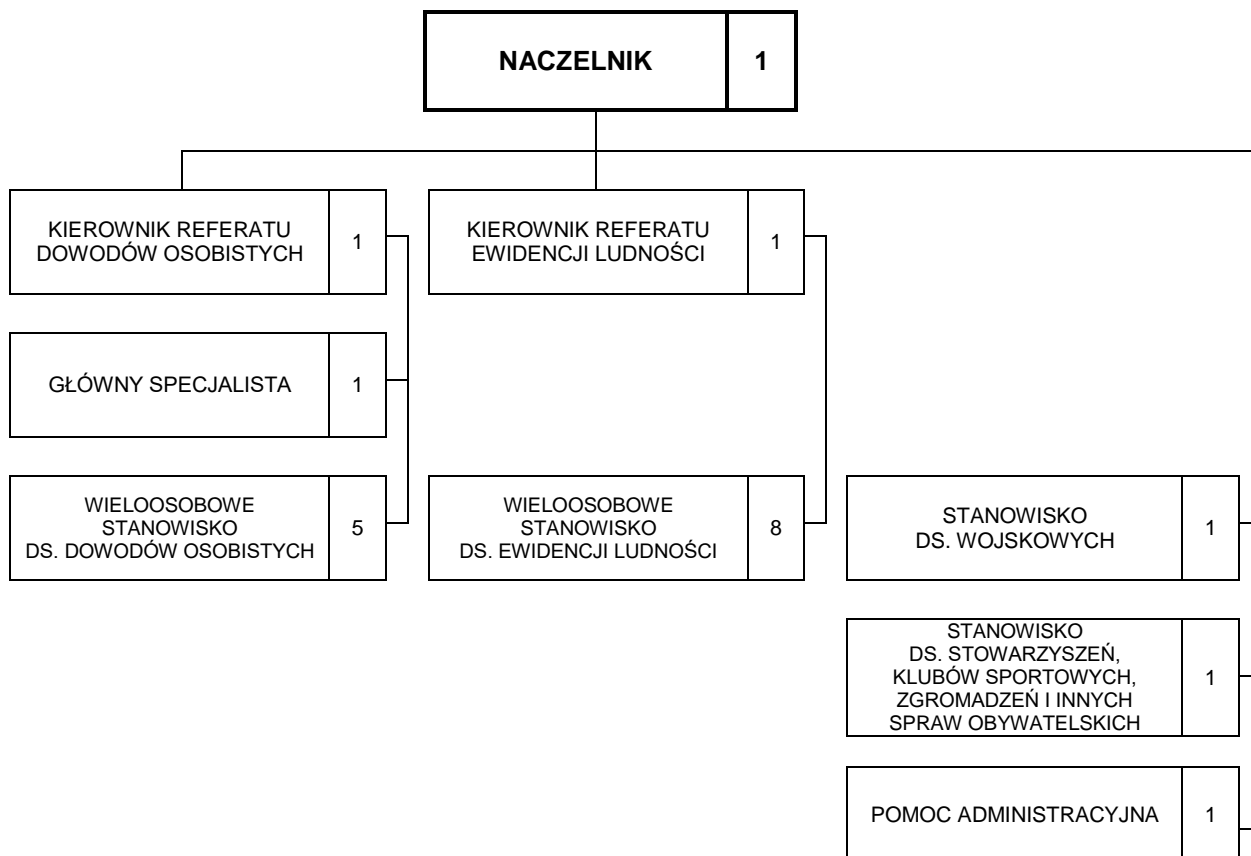 NACZELNIK 1
KIEROWNIK REFERATU
DOWODÓW OSOBISTYCH
1
KIEROWNIK REFERATU
EWIDENCJI LUDNOŚCI
1
GŁÓWNY SPECJALISTA 1
WIELOOSOBOWE
STANOWISKO
DS. DOWODÓW OSOBISTYCH
5
WIELOOSOBOWE
STANOWISKO
DS. EWIDENCJI LUDNOŚCI
8
STANOWISKO
DS. WOJSKOWYCH
1
STANOWISKO
DS. STOWARZYSZEŃ,
KLUBÓW SPORTOWYCH,
ZGROMADZEŃ I INNYCH
SPRAW OBYWATELSKICH
1
POMOC ADMINISTRACYJNA 1